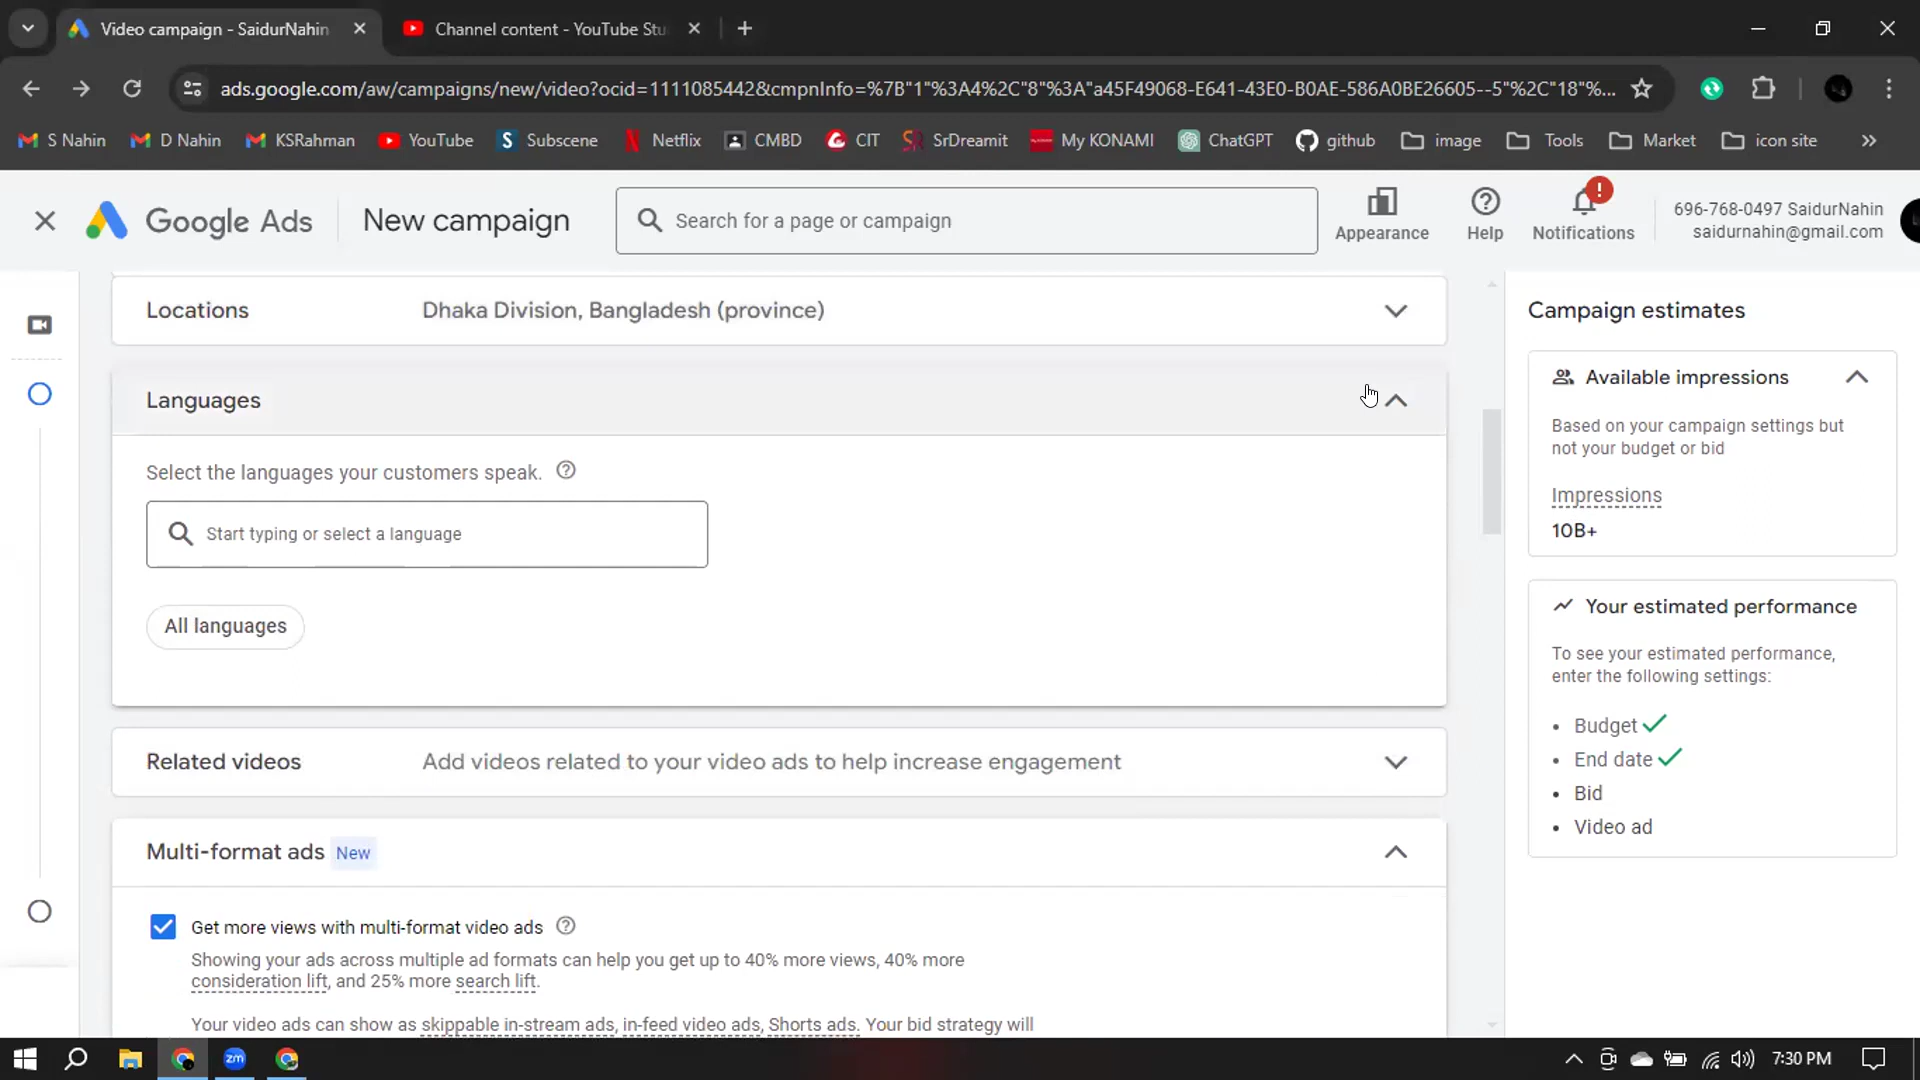 Video campaign - SaidurNahin
Channel content - YouTube Stu
ads.google.com/aw/campaigns/new/video?ocid=1111085442&cmpnInfo=%7B"1"%3A4%2C"8"%3A"a45F49068-E641-43E0-B0AE-586A0BE26605--5"%2C"18"%...
S Nahin
D Nahin
KSRahman
YouTube
Subscene
Netflix
CMBD
CIT
SrDreamit
My KONAMI
ChatGPT
github
image
Tools
Market
icon site
Google Ads
New campaign
Search for a page or campaign
Appearance
Help
Notifications
696-768-0497 SaidurNahin
saidurnahin@gmail.com
Locations
Dhaka Division, Bangladesh (province)
Languages
Select the languages your customers speak.
Start typing or select a language
All languages
Related videos
Add videos related to your video ads to help increase engagement
Multi-format ads New
Get more views with multi-format video ads
Showing your ads across multiple ad formats can help you get up to 40% more views, 40% more
consideration lift, and 25% more search lift.
Your video ads can show as skippable in-stream ads, in-feed video ads, Shorts ads. Your bid strategy will
Campaign estimates
Available impressions
Based on your campaign settings but
not your budget or bid
Impressions
10B+
Your estimated performance
To see your estimated performance,
enter the following settings:
• Budget
• End date
• Bid
• Video ad
zm
7:30 PM